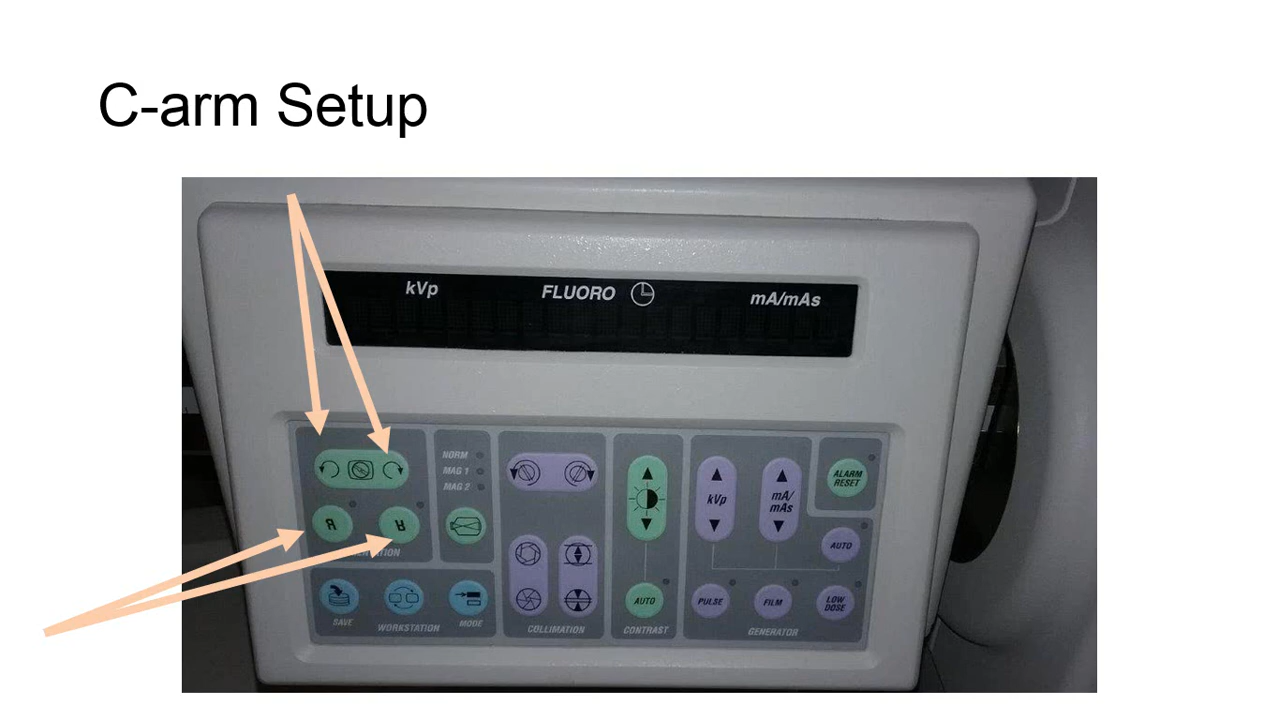 C-arm Setup
kVp FLUORO mA/mAs
NORM
MAG 1
MAG 2
kVp
mA/
mAs
ALARM
RESET
AUTO
SAVE
WORKSTATION
MODE
COLLIMATION
AUTO
CONTRAST
PULSE
FILM
LOW
DOSE
GENERATOR